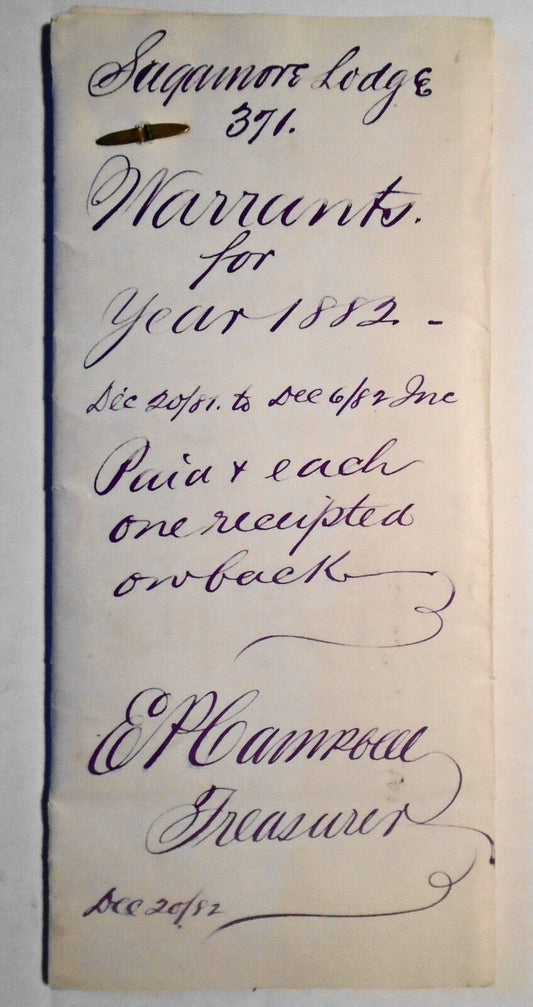 Sagamore Lodge
371.
Warrants.
for
Year 1882 -
Dec 20/81. to Dec 6/82 Inc
Paid & each
one receipted
on back
E P Campbell
Treasurer
Dec 20/82